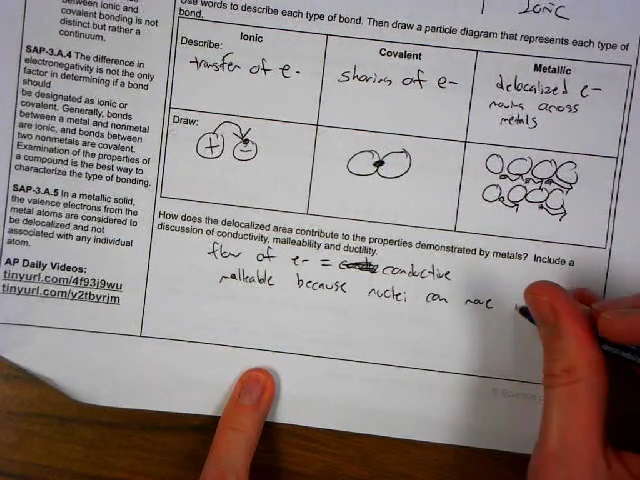 between ionic and
covalent bonding is not
distinct but rather a
continuum.
SAP-3.A.4 The difference in
electronegativity is not the only
factor in determining if a bond
should
be designated as ionic or
covalent. Generally, bonds
between a metal and nonmetal
are ionic, and bonds between
two nonmetals are covalent.
Examination of the properties of
a compound is the best way to
characterize the type of bonding.
SAP-3.A.5 In a metallic solid,
the valence electrons from the
metal atoms are considered to
be delocalized and not
associated with any individual
atom.
AP Daily Videos:
tinyurl.com/4f93j9wu
tinyurl.com/y2tbyrjm
Ionic
Use words to describe each type of bond. Then draw a particle diagram that represents each type of
bond.
Ionic
Describe:
transfer of e-
Covalent
sharing of e-
Metallic
delocalized e-
moving across
metals
Draw:
+
-
How does the delocalized area contribute to the properties demonstrated by metals? Include a
discussion of conductivity, malleability and ductility.
flow of e- = conductive
malleable because nuclei can move